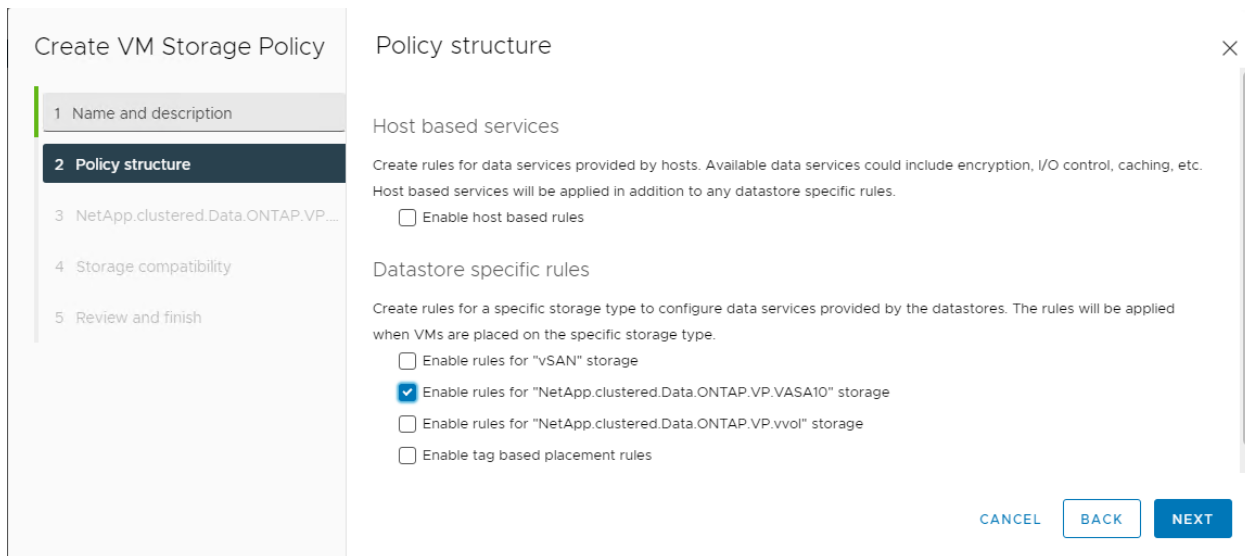 Create VM Storage Policy
1 Name and description
2 Policy structure
3 NetApp.clustered.Data.ONTAP.VP....
4 Storage compatibility
5 Review and finish
Policy structure
Host based services
Create rules for data services provided by hosts. Available data services could include encryption, I/O control, caching, etc.
Host based services will be applied in addition to any datastore specific rules.
Enable host based rules
Datastore specific rules
Create rules for a specific storage type to configure data services provided by the datastores. The rules will be applied
when VMs are placed on the specific storage type.
Enable rules for "vSAN" storage
Enable rules for "NetApp.clustered.Data.ONTAP.VP.VASA10" storage
Enable rules for "NetApp.clustered.Data.ONTAP.VP.vvol" storage
Enable tag based placement rules
CANCEL
BACK
NEXT